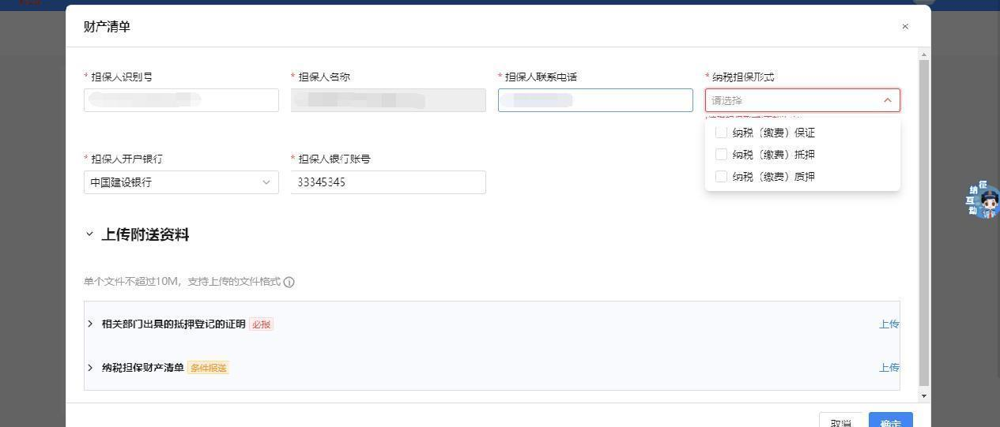 财产清单
* 担保人识别号
* 担保人名称
* 担保人联系电话
* 纳税担保形式
请选择
纳税（缴费）保证
纳税（缴费）抵押
纳税（缴费）质押
* 担保人开户银行
* 担保人银行账号
中国建设银行
33345345
征纳互动
上传附送资料
单个文件不超过10M，支持上传的文件格式
相关部门出具的抵押登记的证明 必报
上传
纳税担保财产清单 条件报送
上传
取消
确定